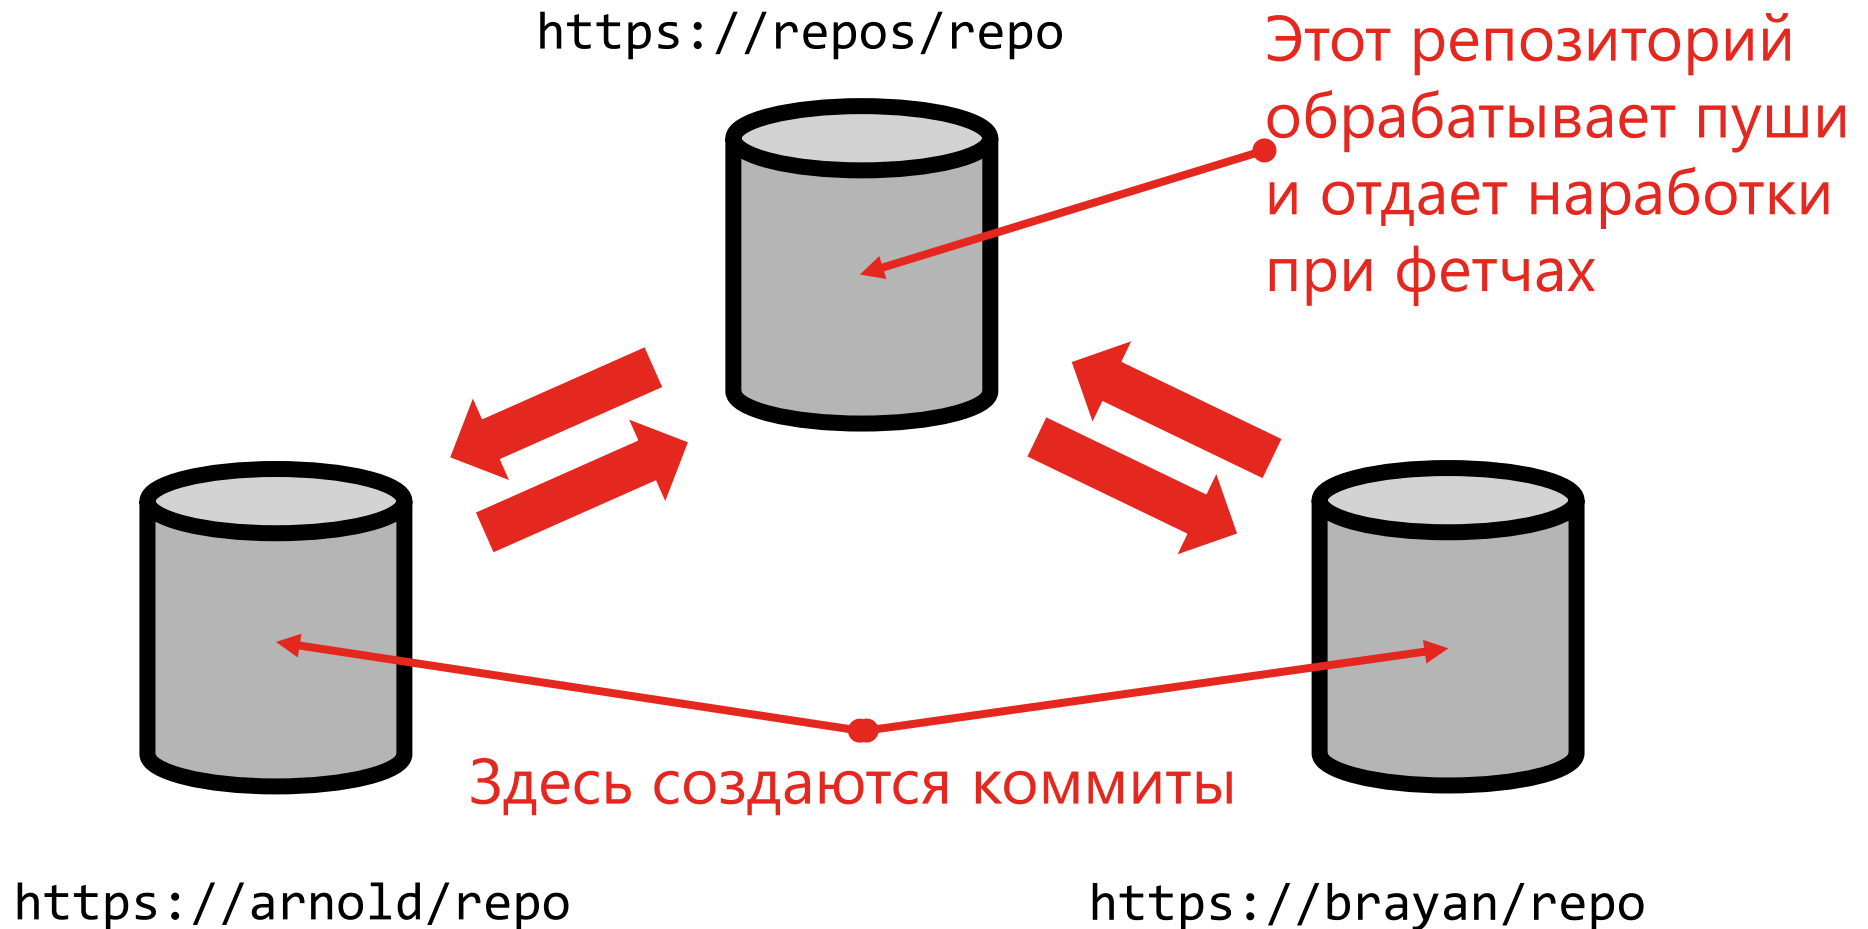 https://repos/repo
Этот репозиторий
обрабатывает пуши
и отдает наработки
при фетчах
Здесь создаются коммиты
https://arnold/repo
https://brayan/repo